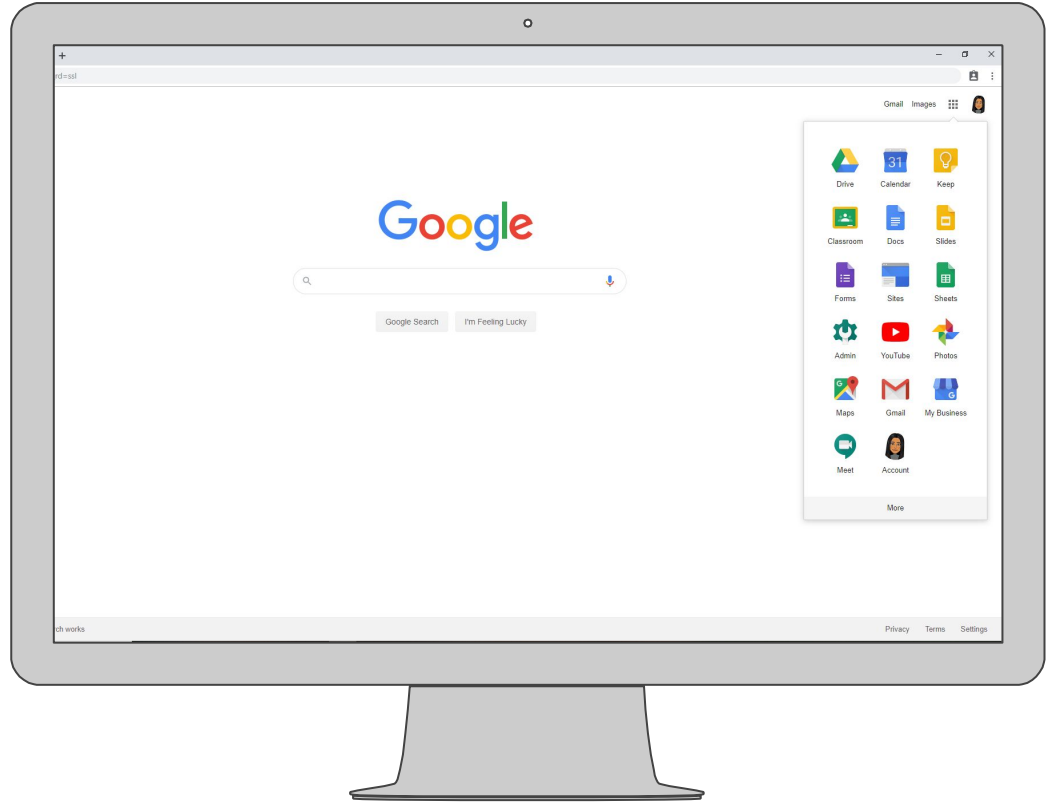 +
rd=ssl
Gmail Images
Google
Google Search I'm Feeling Lucky
31
Drive Calendar Keep
Classroom Docs Slides
Forms Sites Sheets
Admin YouTube Photos
G
G
Maps Gmail My Business
Meet Account
More
ch works
Privacy Terms Settings